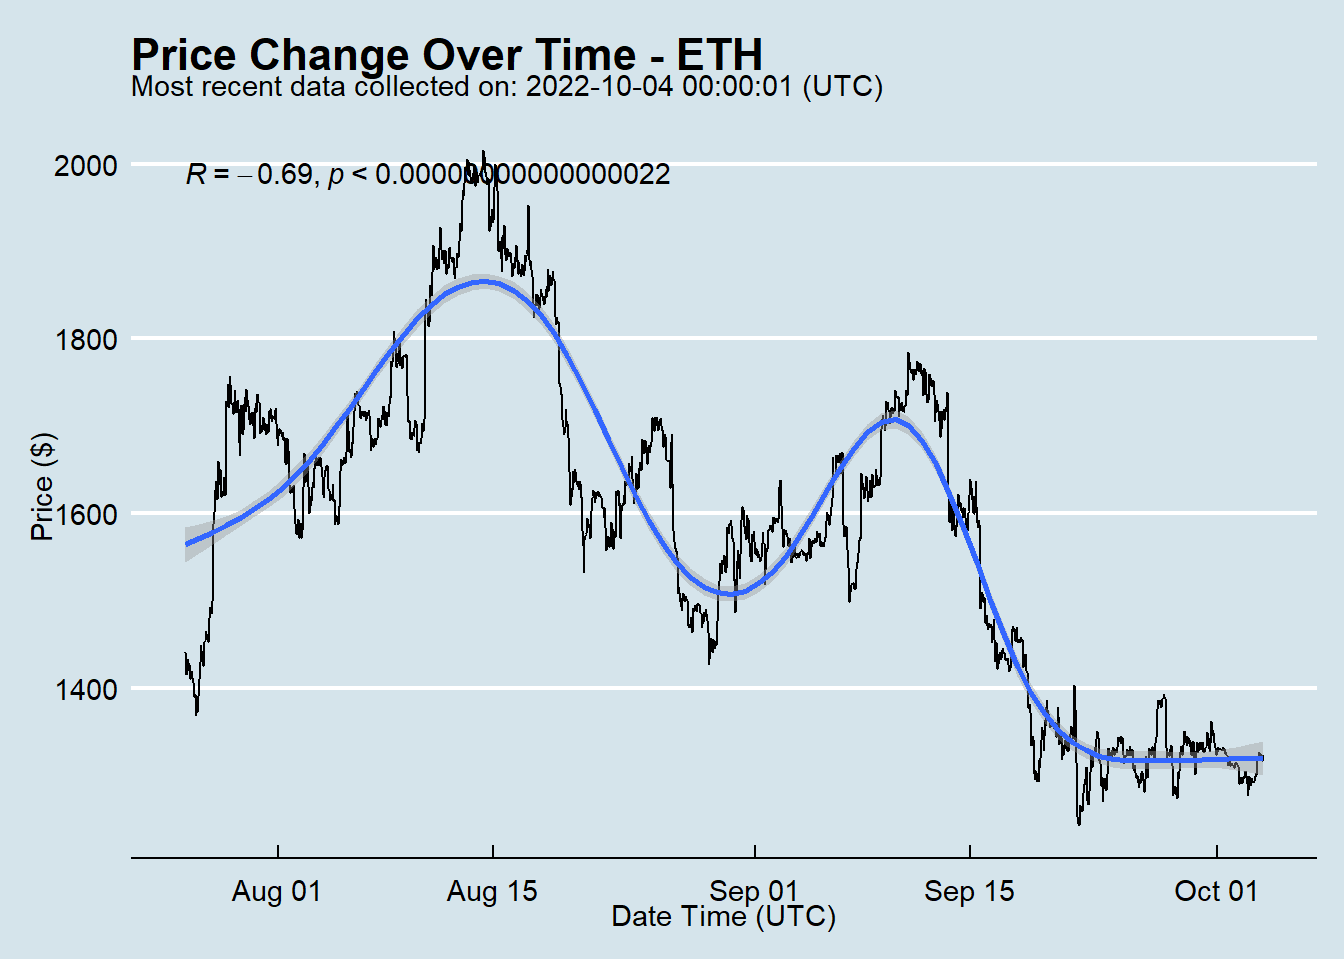 Price Change Over Time - ETH
Most recent data collected on: 2022-10-04 00:00:01 (UTC)
R = −0.69, p < 0.00000000000000022
2000
1800
1600
1400
Price ($)
Aug 01 Aug 15 Sep 01 Sep 15 Oct 01
Date Time (UTC)